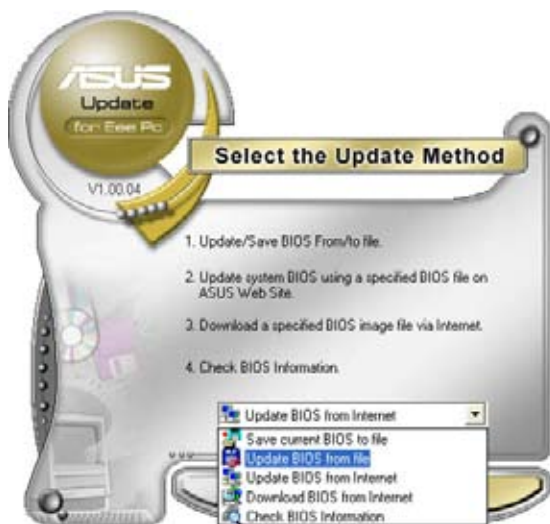 ASUS
Update
for Eee Pc
V1.00.04
Select the Update Method
1. Update/Save BIOS From/to file.
2. Update system BIOS using a specified BIOS file on
ASUS Web Site.
3. Download a specified BIOS image file via Internet.
4. Check BIOS Information.
Update BIOS from Internet
Save current BIOS to file
Update BIOS from file
Update BIOS from Internet
Download BIOS from Internet
Check BIOS Information